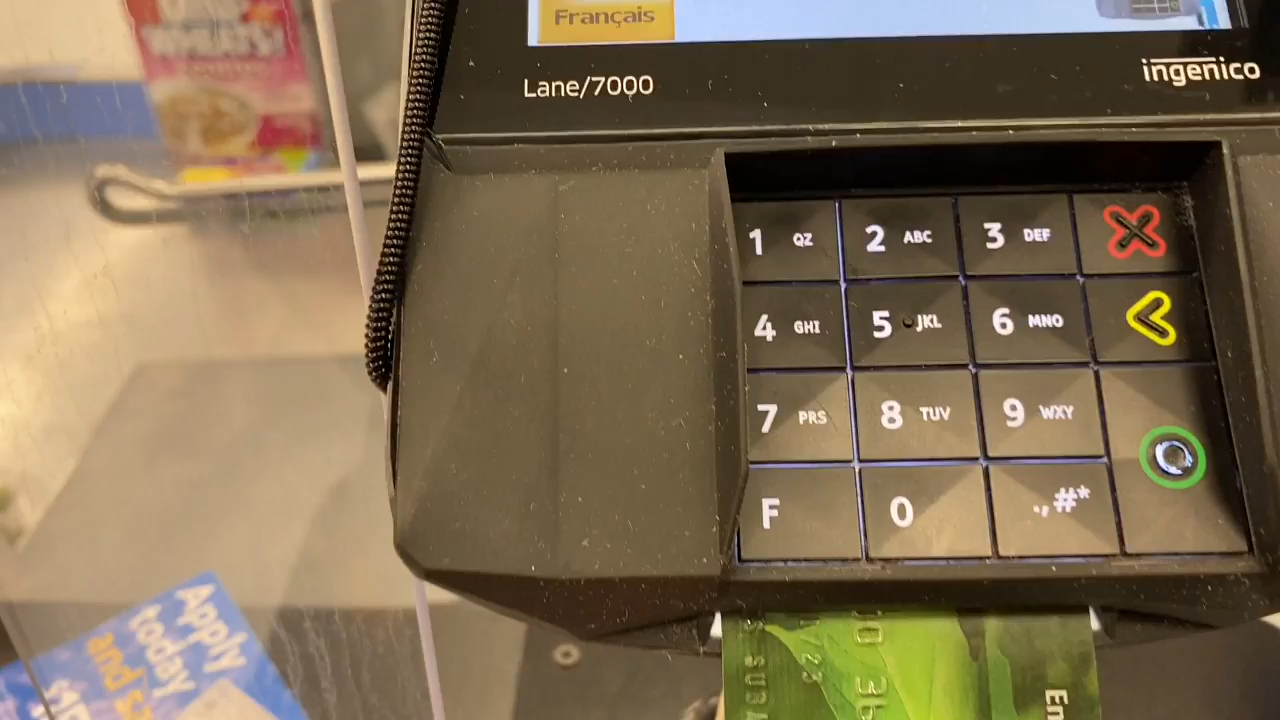 Français
Lane/7000
ingenico
WHEATS!
1 QZ
2 ABC
3 DEF
4 GHI
5 JKL
6 MNO
7 PRS
8 TUV
9 WXY
F
0
.,#*
Apply
today